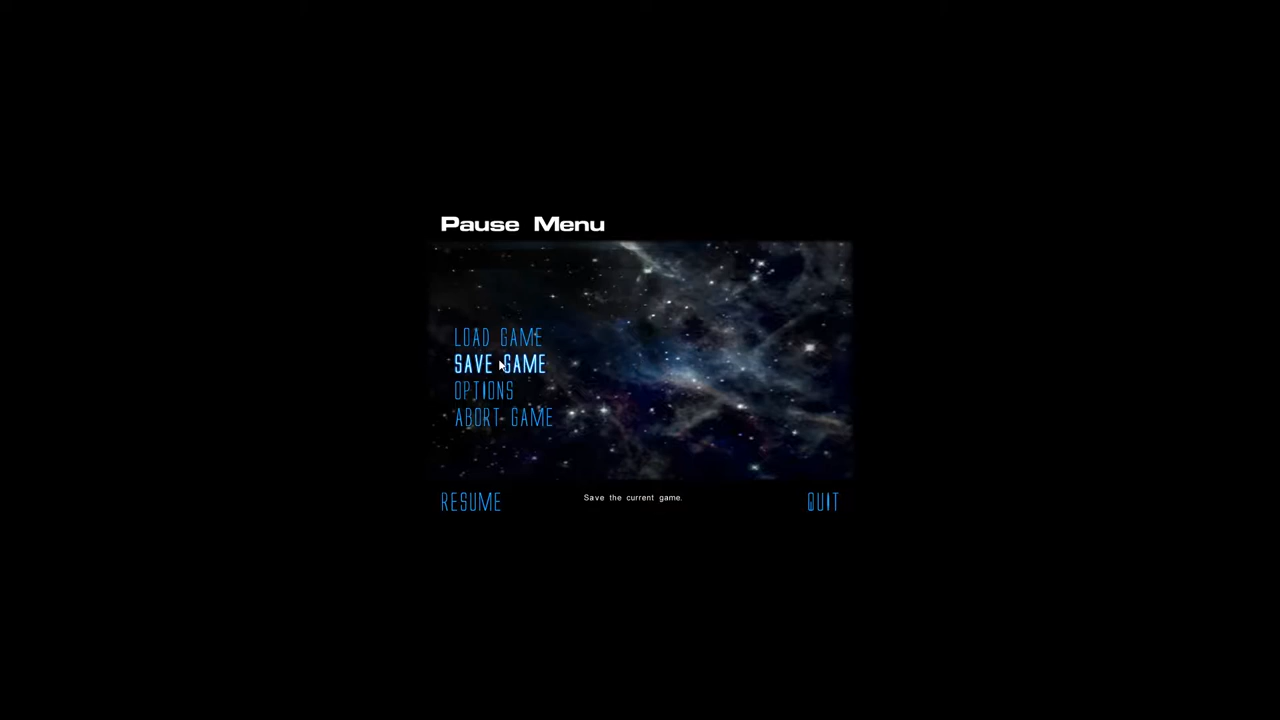 Pause Menu
LOAD GAME
SAVE GAME
OPTIONS
ABORT GAME
RESUME
Save the current game.
QUIT